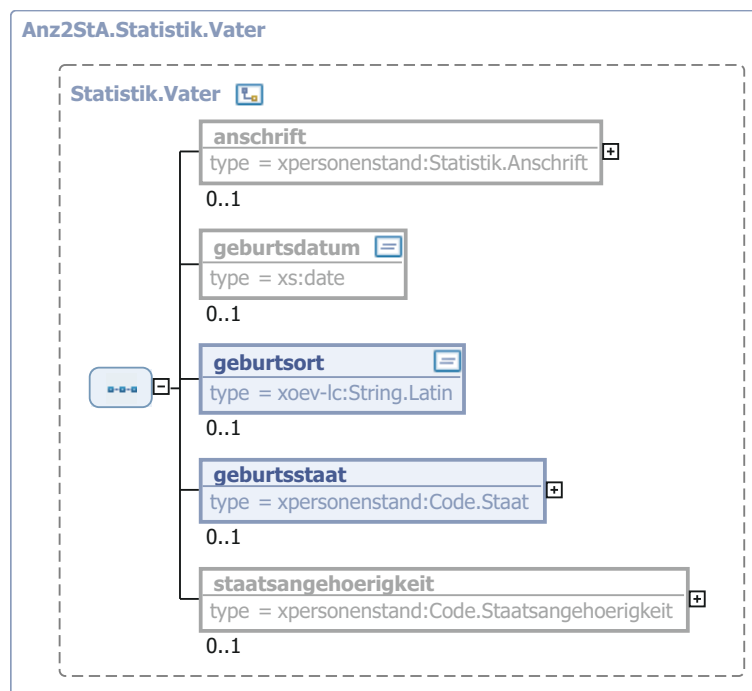 Anz2StA.Statistik.Vater
Statistik.Vater
anschrift
type = xpersonenstand:Statistik.Anschrift
0..1
geburtsdatum
type = xs:date
0..1
geburtsort
type = xoev-lc:String.Latin
0..1
geburtsstaat
type = xpersonenstand:Code.Staat
0..1
staatsangehoerigkeit
type = xpersonenstand:Code.Staatsangehoerigkeit
0..1